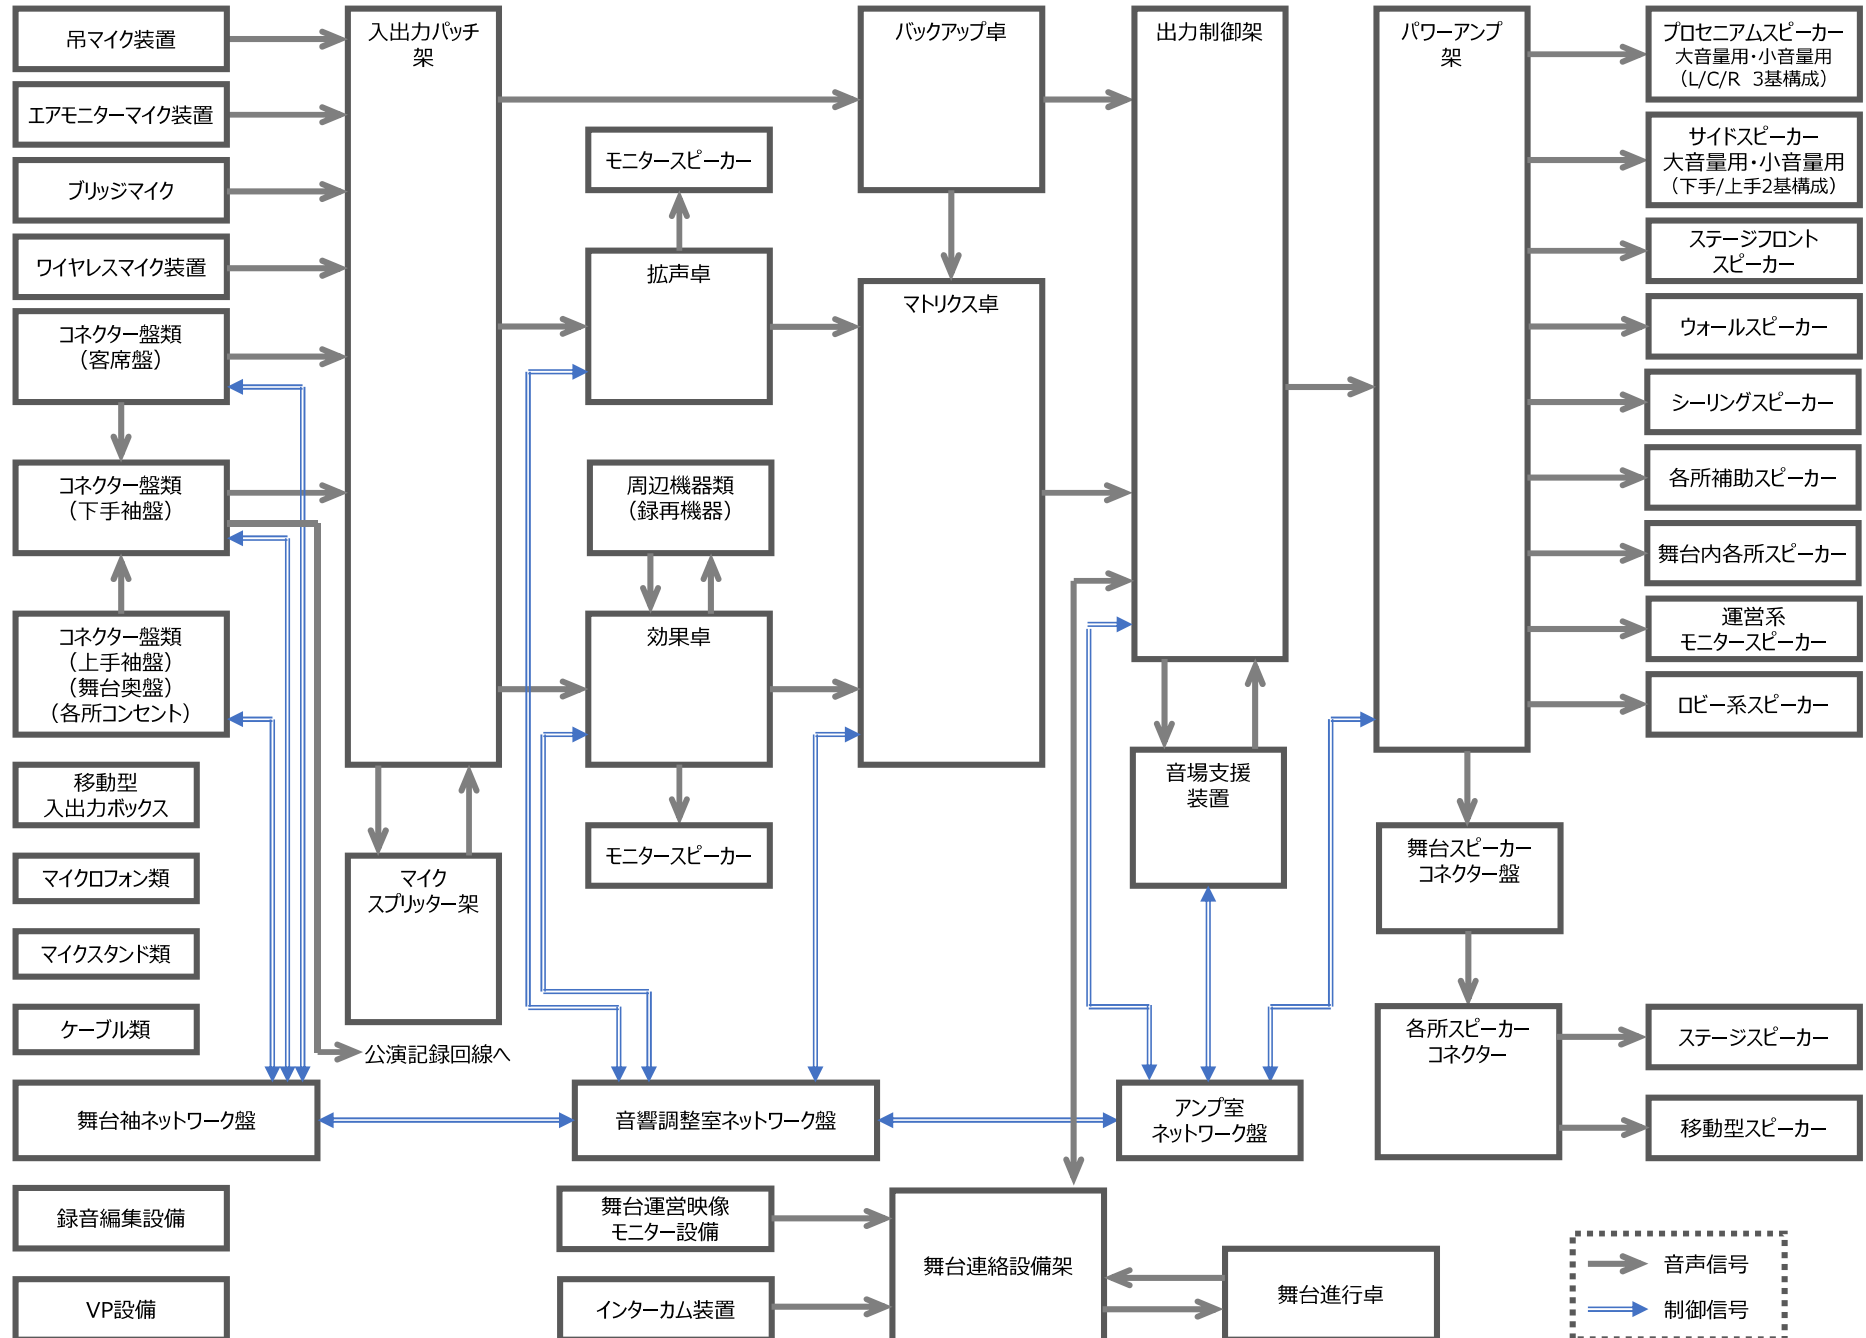 吊マイク装置
エアモニターマイク装置
ブリッジマイク
ワイヤレスマイク装置
コネクター盤類
（客席盤）
コネクター盤類
（下手袖盤）
コネクター盤類
（上手袖盤）
（舞台奥盤）
（各所コンセント）
移動型
入出力ボックス
マイクロフォン類
マイクスタンド類
ケーブル類
舞台袖ネットワーク盤
録音編集設備
VP設備
入出力パッチ
架
マイク
スプリッター架
公演記録回線へ
モニタースピーカー
拡声卓
周辺機器類
（録再機器）
効果卓
モニタースピーカー
音響調整室ネットワーク盤
舞台運営映像
モニター設備
インターカム装置
バックアップ卓
マトリクス卓
舞台連絡設備架
出力制御架
音場支援
装置
アンプ室
ネットワーク盤
舞台進行卓
パワーアンプ
架
舞台スピーカー
コネクター盤
各所スピーカー
コネクター
プロセニアムスピーカー
大音量用・小音量用
（L/C/R 3基構成）
サイドスピーカー
大音量用・小音量用
（下手/上手2基構成）
ステージフロント
スピーカー
ウォールスピーカー
シーリングスピーカー
各所補助スピーカー
舞台内各所スピーカー
運営系
モニタースピーカー
ロビー系スピーカー
ステージスピーカー
移動型スピーカー
音声信号
制御信号